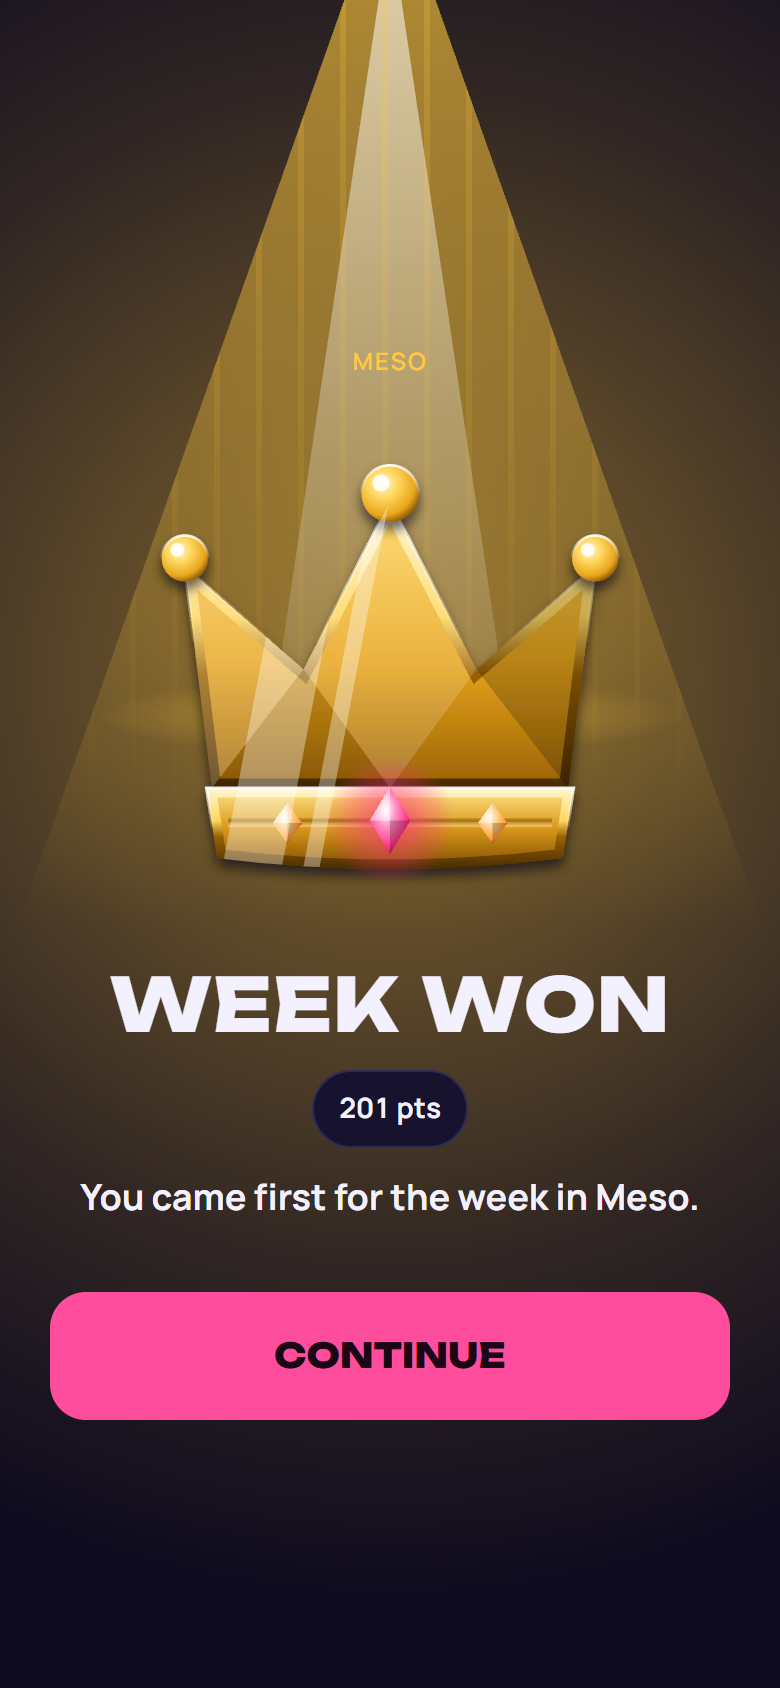 MESO
WEEK WON
201 pts
You came first for the week in Meso.
CONTINUE